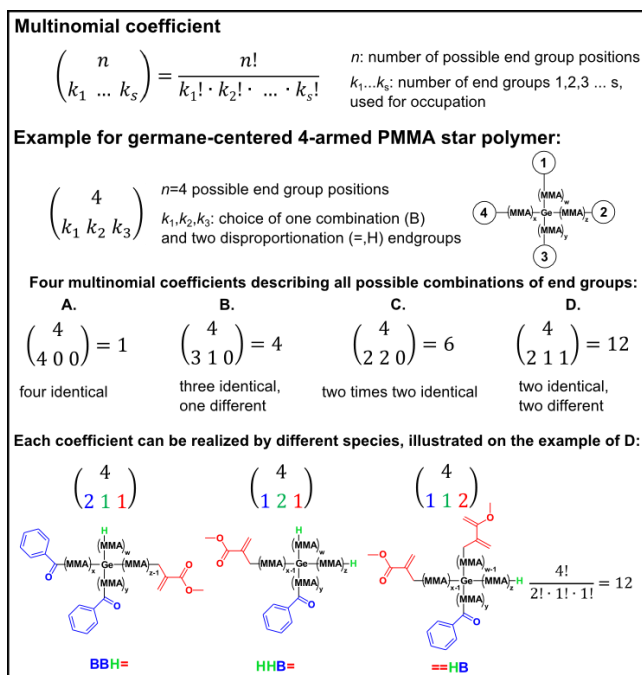 Multinomial coefficient
( n k₁ … kₛ ) = n! / (k₁! · k₂! · … · kₛ!)
n: number of possible end group positions
k₁...kₛ: number of end groups 1,2,3 ... s,
used for occupation
Example for germane-centered 4-armed PMMA star polymer:
( 4 k₁ k₂ k₃ )
n=4 possible end group positions
k₁,k₂,k₃: choice of one combination (B)
and two disproportionation (=,H) endgroups
1
(MMA)w
4 (MMA)x Ge (MMA)z 2
(MMA)y
3
Four multinomial coefficients describing all possible combinations of end groups:
A. B. C. D.
( 4 4 0 0 ) = 1
( 4 3 1 0 ) = 4
( 4 2 2 0 ) = 6
( 4 2 1 1 ) = 12
four identical
three identical,
one different
two times two identical
two identical,
two different
Each coefficient can be realized by different species, illustrated on the example of D:
( 4 2 1 1 )
( 4 1 2 1 )
( 4 1 1 2 )
H
(MMA)w
O (MMA)x Ge (MMA)z-1 O O
(MMA)y
O
BBH=
H
O O (MMA)w
(MMA)x-1 Ge (MMA)z H
(MMA)y
O
HHB=
O O
O O (MMA)w-1
(MMA)x-1 Ge (MMA)z H
(MMA)y
O
==HB
4! / (2! · 1! · 1!) = 12